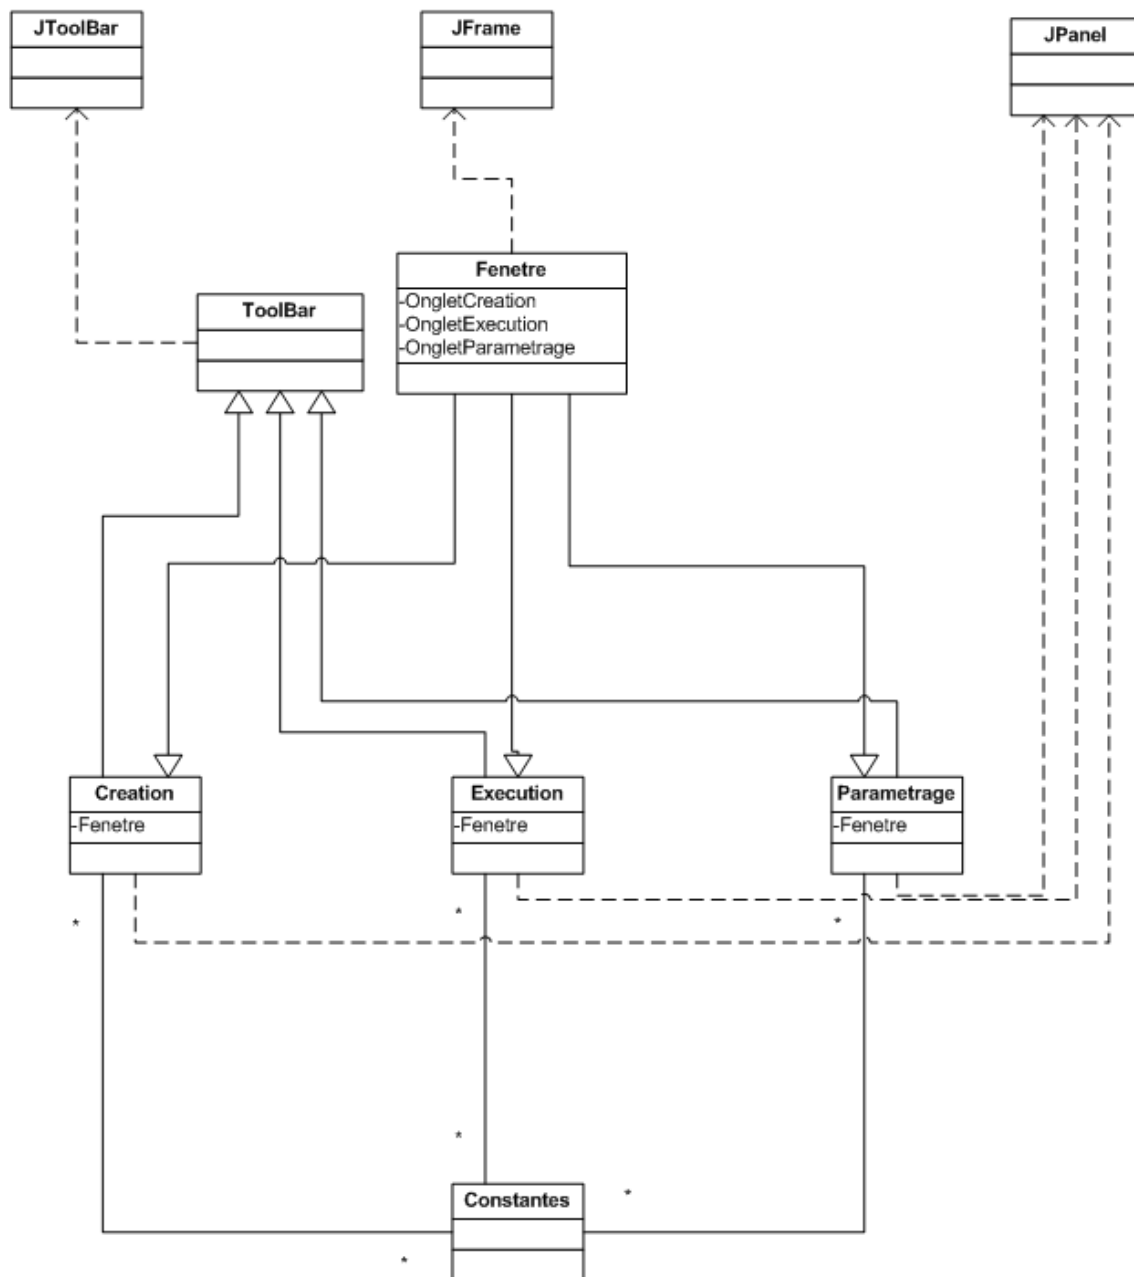 JToolBar
JFrame
JPanel
Fenetre
-OngletCreation
-OngletExecution
-OngletParametrage
ToolBar
Creation
-Fenetre
Execution
-Fenetre
Parametrage
-Fenetre
*
*
*
*
*
*
Constantes